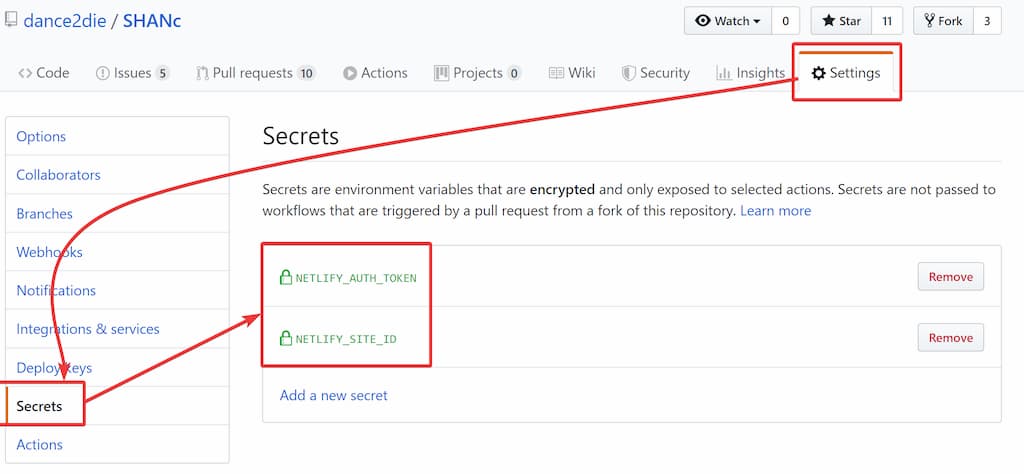 dance2die / SHANc
Watch 0 Star 11 Fork 3
Code Issues 5 Pull requests 10 Actions Projects 0 Wiki Security Insights Settings
Options
Collaborators
Branches
Webhooks
Notifications
Integrations & services
Deploy keys
Secrets
Actions
Secrets
Secrets are environment variables that are encrypted and only exposed to selected actions. Secrets are not passed to
workflows that are triggered by a pull request from a fork of this repository. Learn more
NETLIFY_AUTH_TOKEN Remove
NETLIFY_SITE_ID Remove
Add a new secret